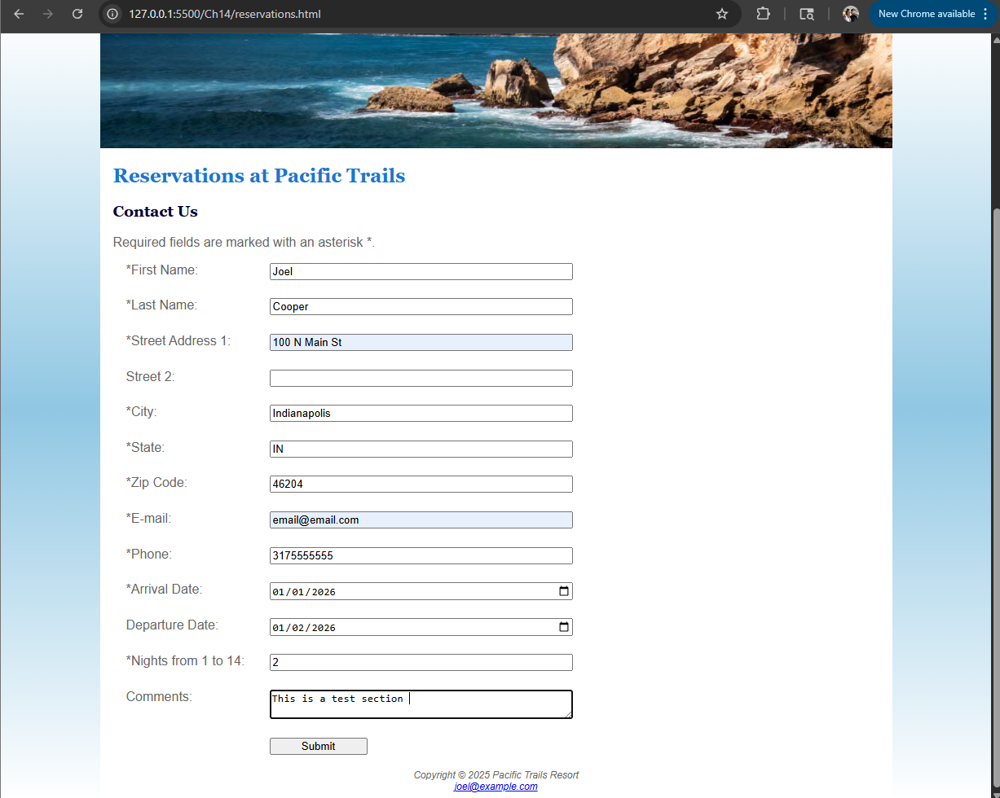 127.0.0.1:5500/Ch14/reservations.html
New Chrome available
Reservations at Pacific Trails
Contact Us
Required fields are marked with an asterisk *.
*First Name: Joel
*Last Name: Cooper
*Street Address 1: 100 N Main St
Street 2:
*City: Indianapolis
*State: IN
*Zip Code: 46204
*E-mail: email@email.com
*Phone: 3175555555
*Arrival Date: 01/01/2026
Departure Date: 01/02/2026
*Nights from 1 to 14: 2
Comments: This is a test section
Submit
Copyright © 2025 Pacific Trails Resort
joel@example.com